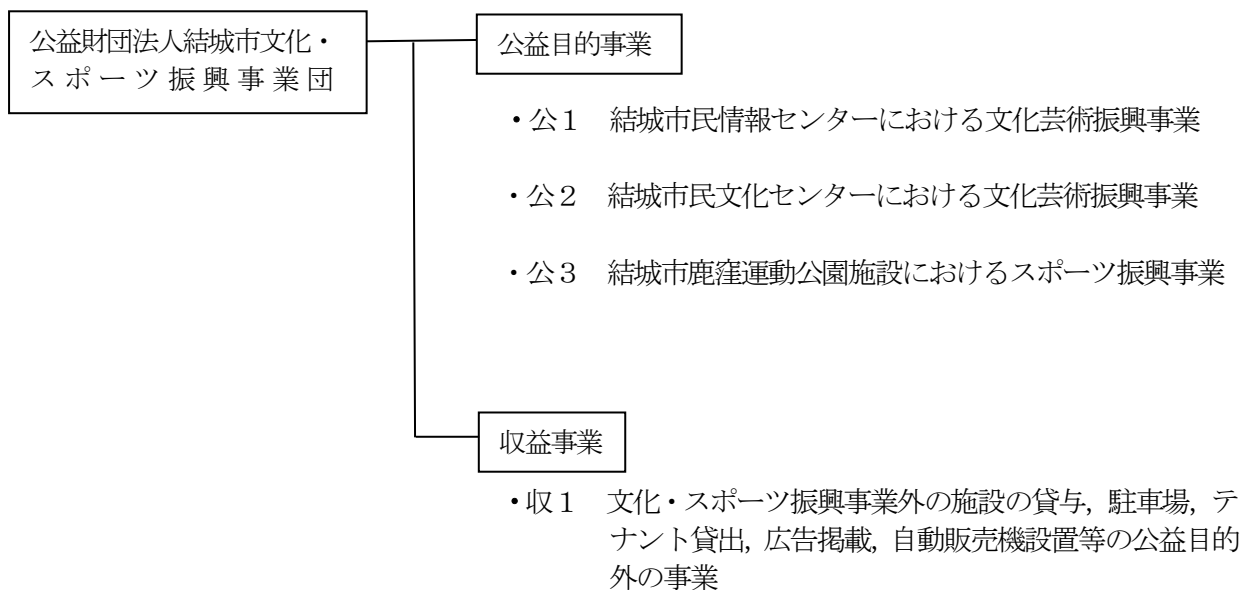 公益財団法人結城市文化・
スポーツ振興事業団
公益目的事業
・公1 結城市民情報センターにおける文化芸術振興事業
・公2 結城市民文化センターにおける文化芸術振興事業
・公3 結城市鹿窪運動公園施設におけるスポーツ振興事業
収益事業
・収1 文化・スポーツ振興事業外の施設の貸与, 駐車場, テ
ナント貸出, 広告掲載, 自動販売機設置等の公益目的
外の事業